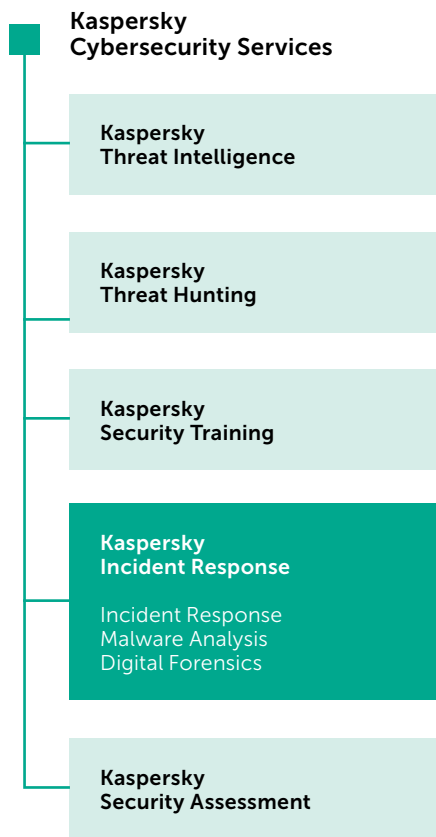 Kaspersky
Cybersecurity Services
Kaspersky
Threat Intelligence
Kaspersky
Threat Hunting
Kaspersky
Security Training
Kaspersky
Incident Response
Incident Response
Malware Analysis
Digital Forensics
Kaspersky
Security Assessment